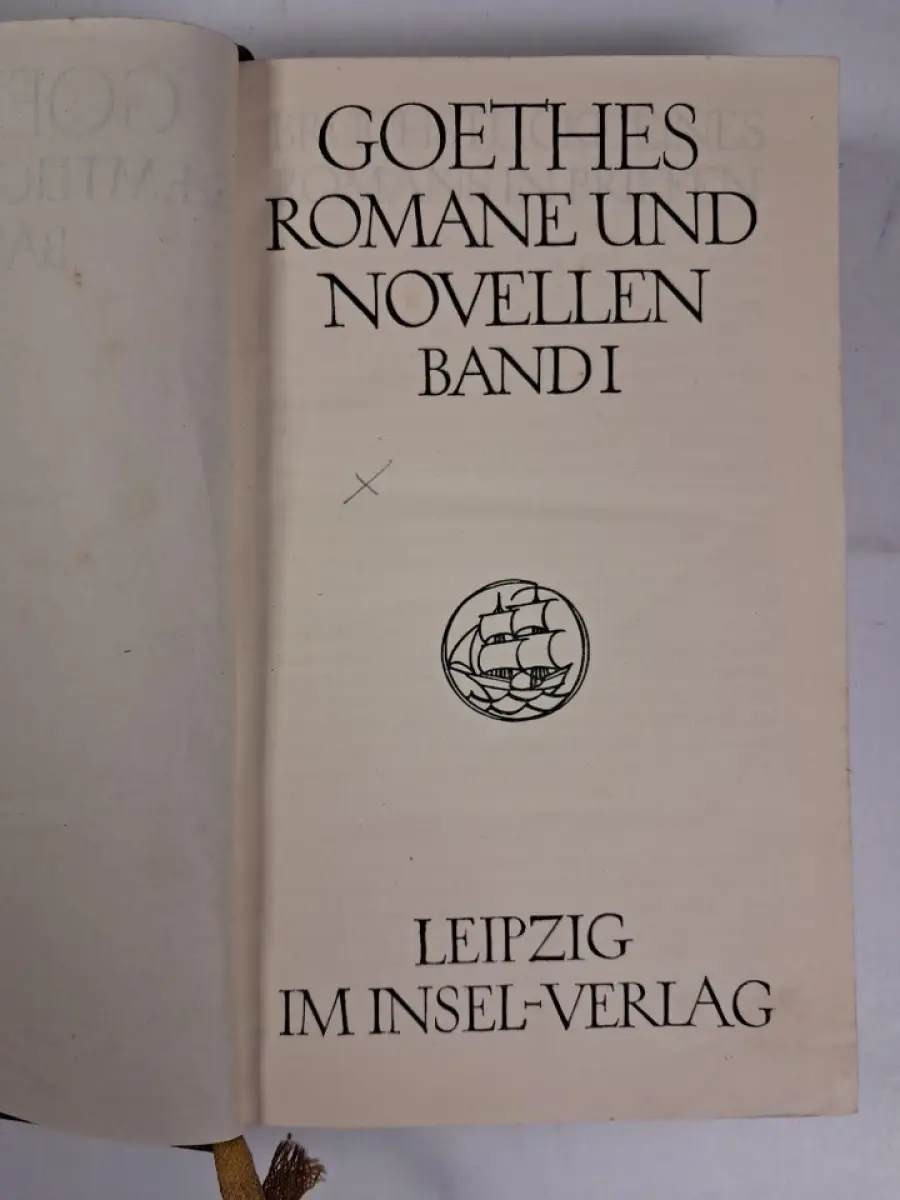 GOETHES
ROMANE UND
NOVELLEN
BAND I
LEIPZIG
IM INSEL-VERLAG